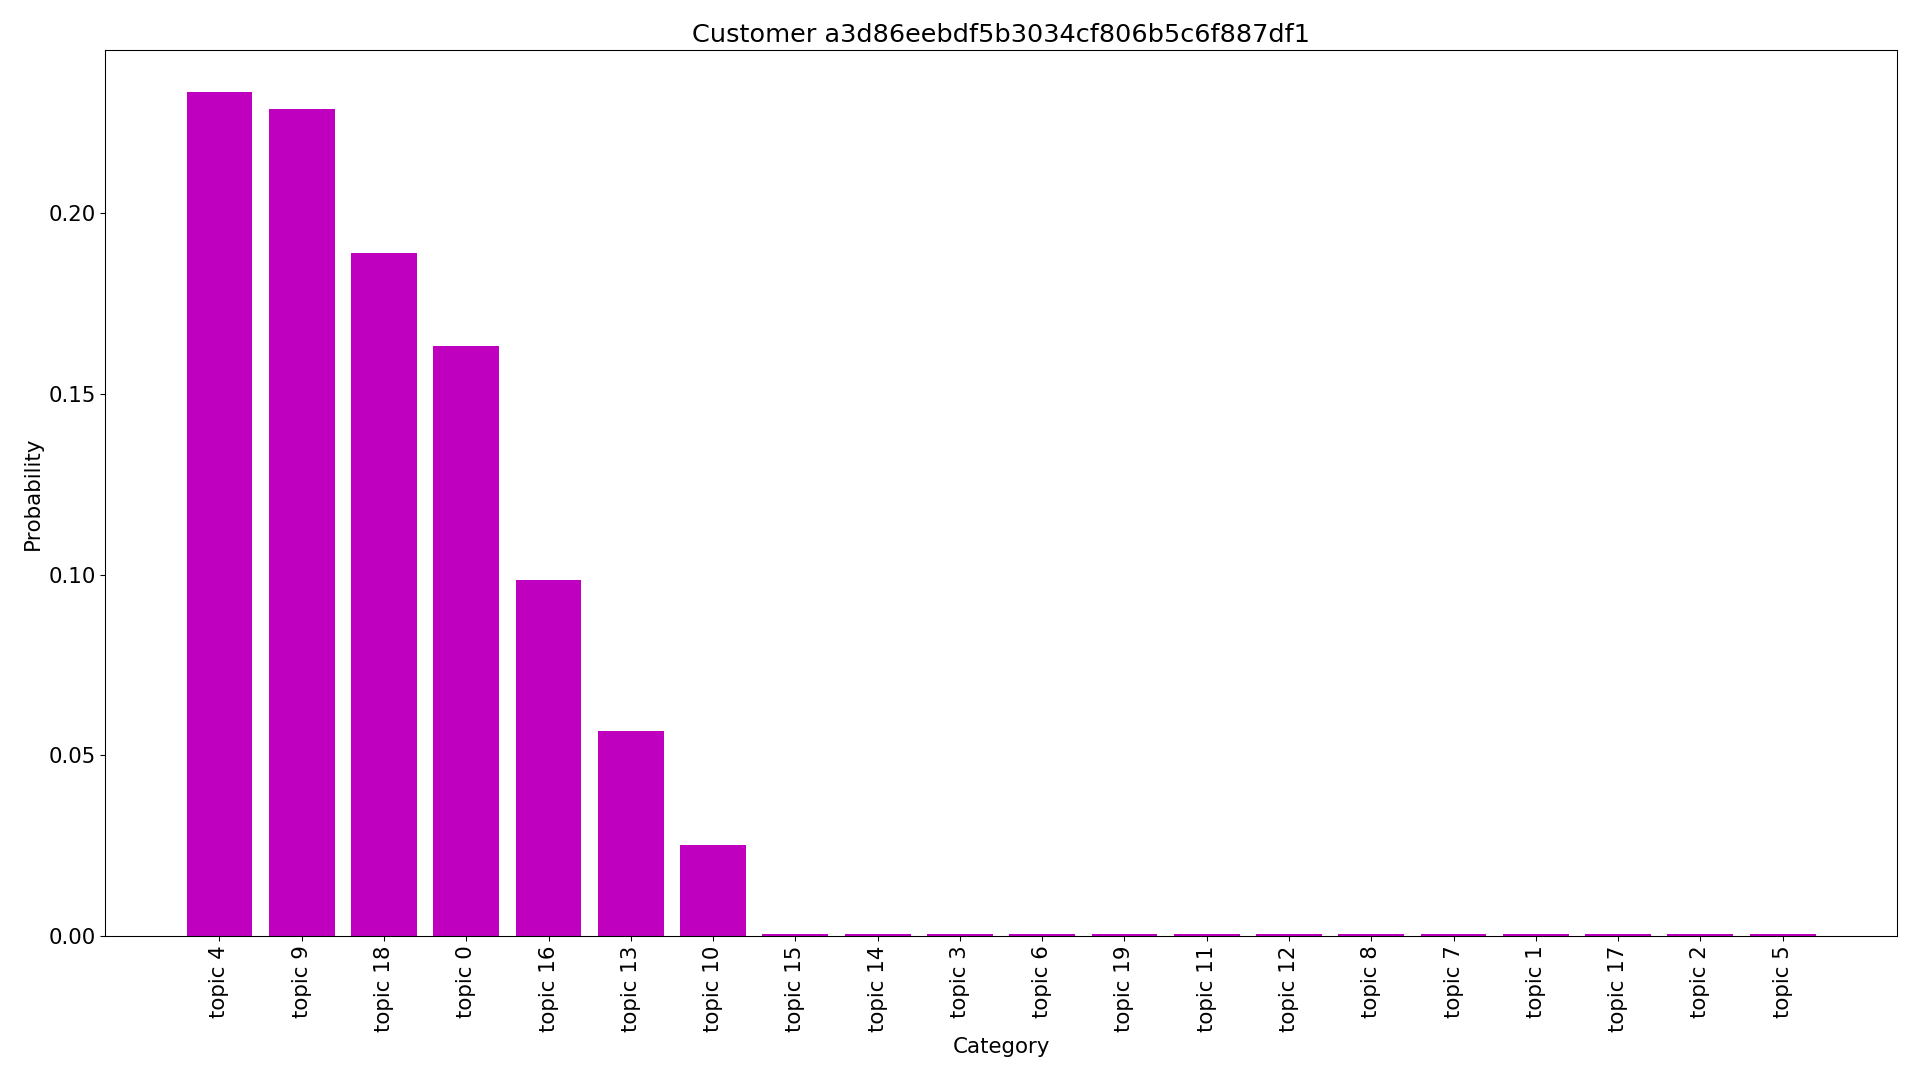 Customer a3d86eebdf5b3034cf806b5c6f887df1
Probability
0.20
0.15
0.10
0.05
0.00
topic 4
topic 9
topic 18
topic 0
topic 16
topic 13
topic 10
topic 15
topic 14
topic 3
topic 6
topic 19
topic 11
topic 12
topic 8
topic 7
topic 1
topic 17
topic 2
topic 5
Category